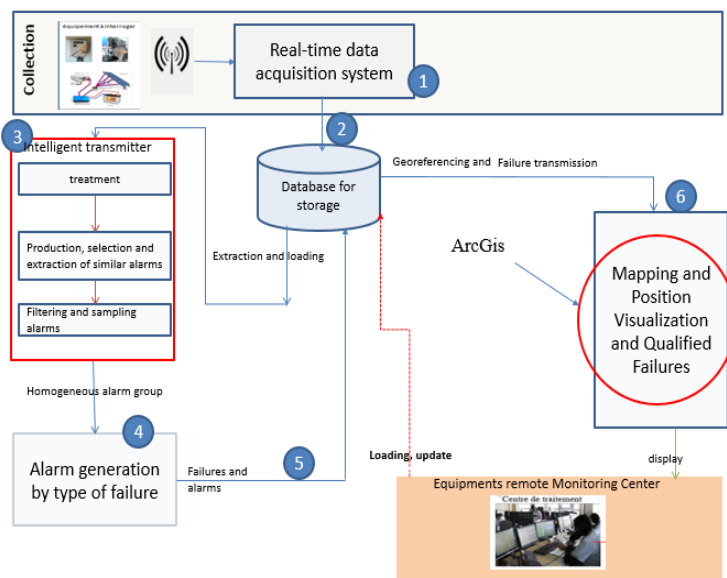 équipement à interroger
Collection
Real-time data
acquisition system
1
2
3
Intelligent transmitter
treatment
Production, selection and
extraction of similar alarms
Filtering and sampling
alarms
Database for
storage
Georeferencing and Failure transmission
6
Extraction and loading
ArcGis
Mapping and
Position
Visualization
and Qualified
Failures
Homogeneous alarm group
4
Alarm generation
by type of failure
5
Failures and
alarms
Loading, update
display
Equipments remote Monitoring Center
Centre de traitement